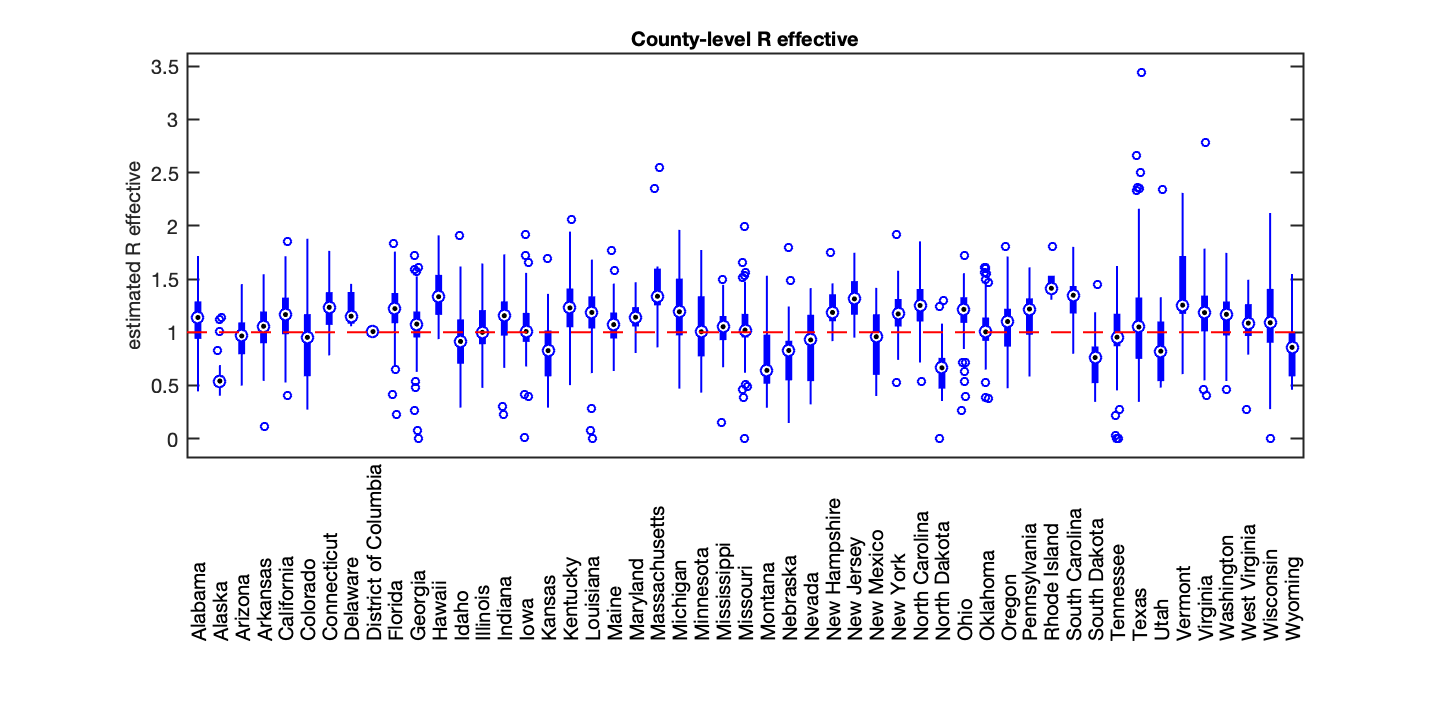 County-level R effective
estimated R effective
3.5
3
2.5
2
1.5
1
0.5
0
Alabama
Alaska
Arizona
Arkansas
California
Colorado
Connecticut
Delaware
District of Columbia
Florida
Georgia
Hawaii
Idaho
Illinois
Indiana
Iowa
Kansas
Kentucky
Louisiana
Maine
Maryland
Massachusetts
Michigan
Minnesota
Mississippi
Missouri
Montana
Nebraska
Nevada
New Hampshire
New Jersey
New Mexico
New York
North Carolina
North Dakota
Ohio
Oklahoma
Oregon
Pennsylvania
Rhode Island
South Carolina
South Dakota
Tennessee
Texas
Utah
Vermont
Virginia
Washington
West Virginia
Wisconsin
Wyoming